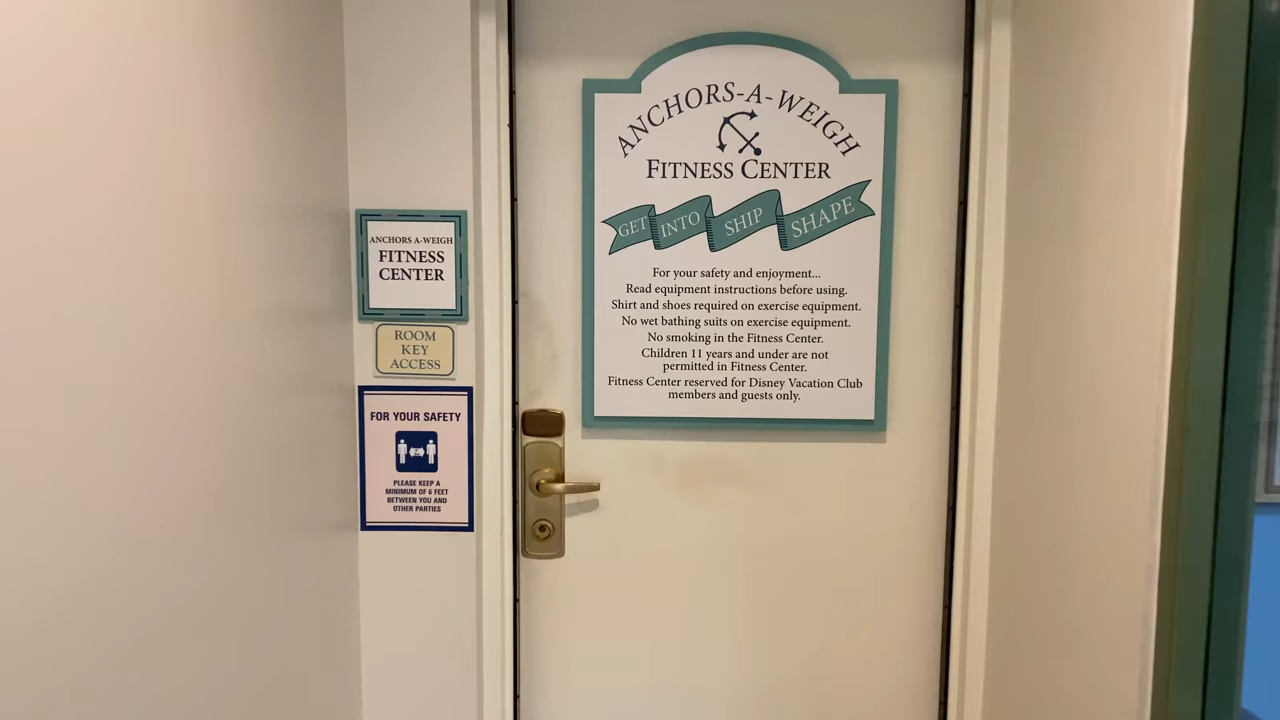 ANCHORS-A-WEIGH
FITNESS CENTER
GET INTO SHIP SHAPE
For your safety and enjoyment...
Read equipment instructions before using.
Shirt and shoes required on exercise equipment.
No wet bathing suits on exercise equipment.
No smoking in the Fitness Center.
Children 11 years and under are not
permitted in Fitness Center.
Fitness Center reserved for Disney Vacation Club
members and guests only.
ANCHORS A-WEIGH
FITNESS
CENTER
ROOM
KEY
ACCESS
FOR YOUR SAFETY
PLEASE KEEP A
MINIMUM OF 6 FEET
BETWEEN YOU AND
OTHER PARTIES